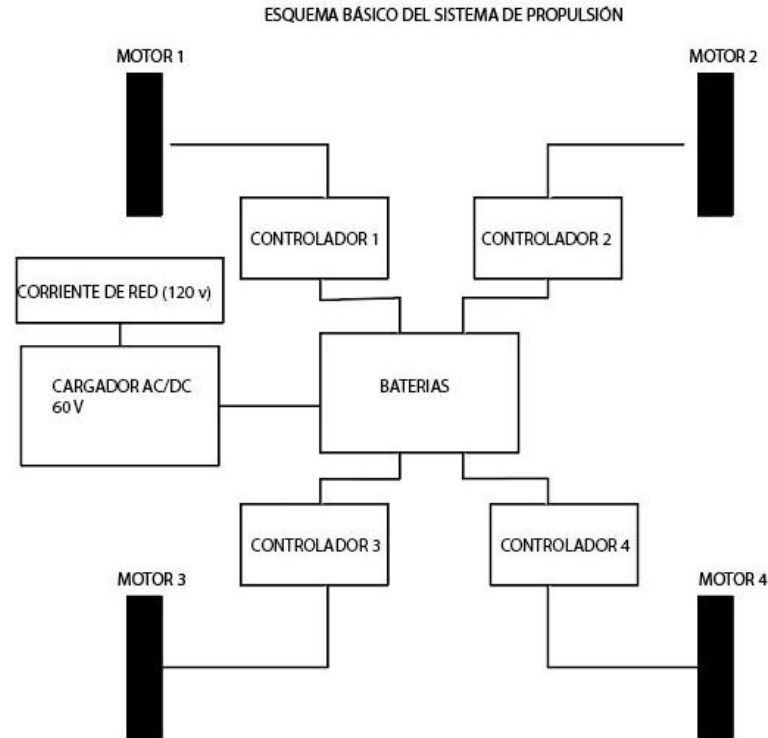 ESQUEMA BÁSICO DEL SISTEMA DE PROPULSIÓN
MOTOR 1
MOTOR 2
CONTROLADOR 1
CONTROLADOR 2
CORRIENTE DE RED (120 v)
CARGADOR AC/DC
60 V
BATERIAS
CONTROLADOR 3
CONTROLADOR 4
MOTOR 3
MOTOR 4